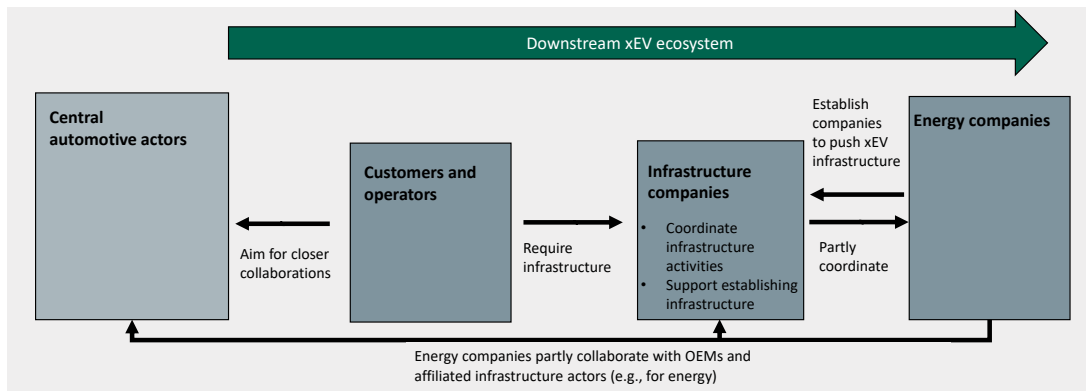 Downstream xEV ecosystem
Central
automotive actors
Aim for closer
collaborations
Customers and
operators
Require
infrastructure
Infrastructure
companies
• Coordinate
infrastructure
activities
• Support establishing
infrastructure
Establish
companies
to push xEV
infrastructure
Partly
coordinate
Energy companies
Energy companies partly collaborate with OEMs and
affiliated infrastructure actors (e.g., for energy)